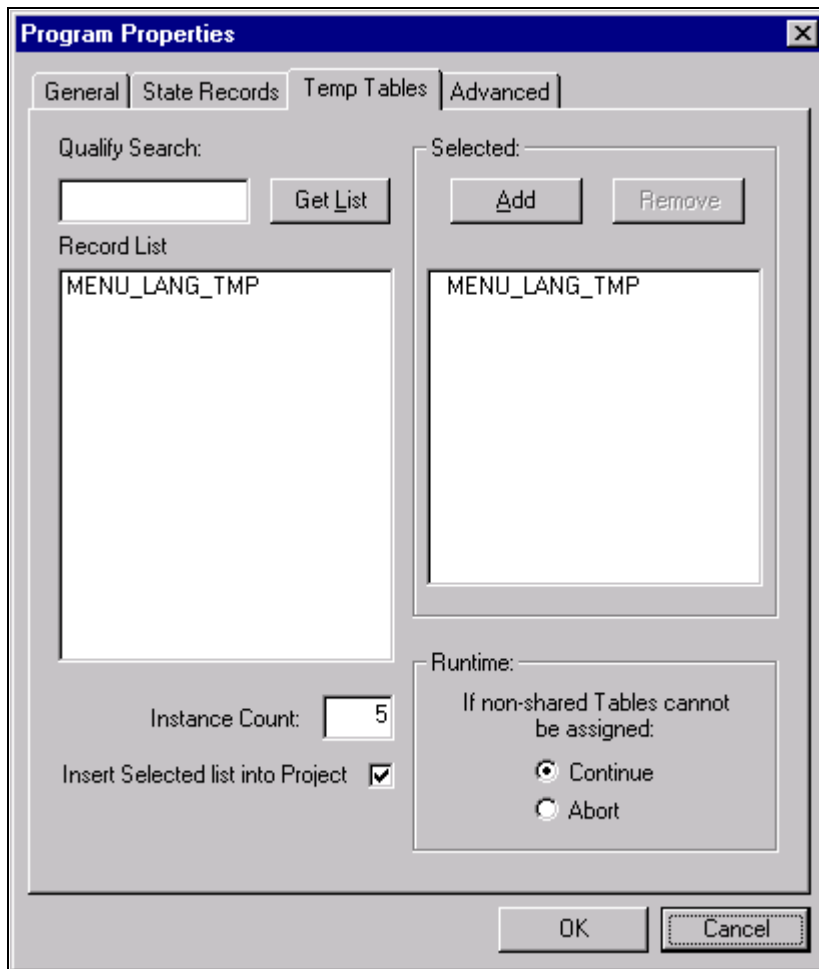 Program Properties
General State Records Temp Tables Advanced
Qualify Search:
Get List
Record List
MENU_LANG_TMP
Instance Count: 5
Insert Selected list into Project
Selected:
Add Remove
MENU_LANG_TMP
Runtime:
If non-shared Tables cannot
be assigned:
Continue
Abort
OK Cancel